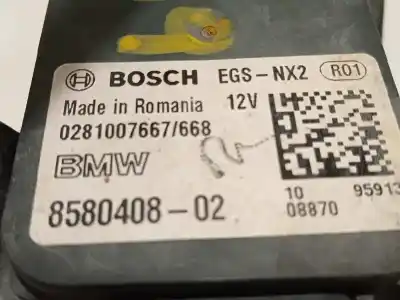 BOSCH EGS-NX2 R01
Made in Romania 12V
0281007667/668
BMW
8580408-02
10 95913
08870